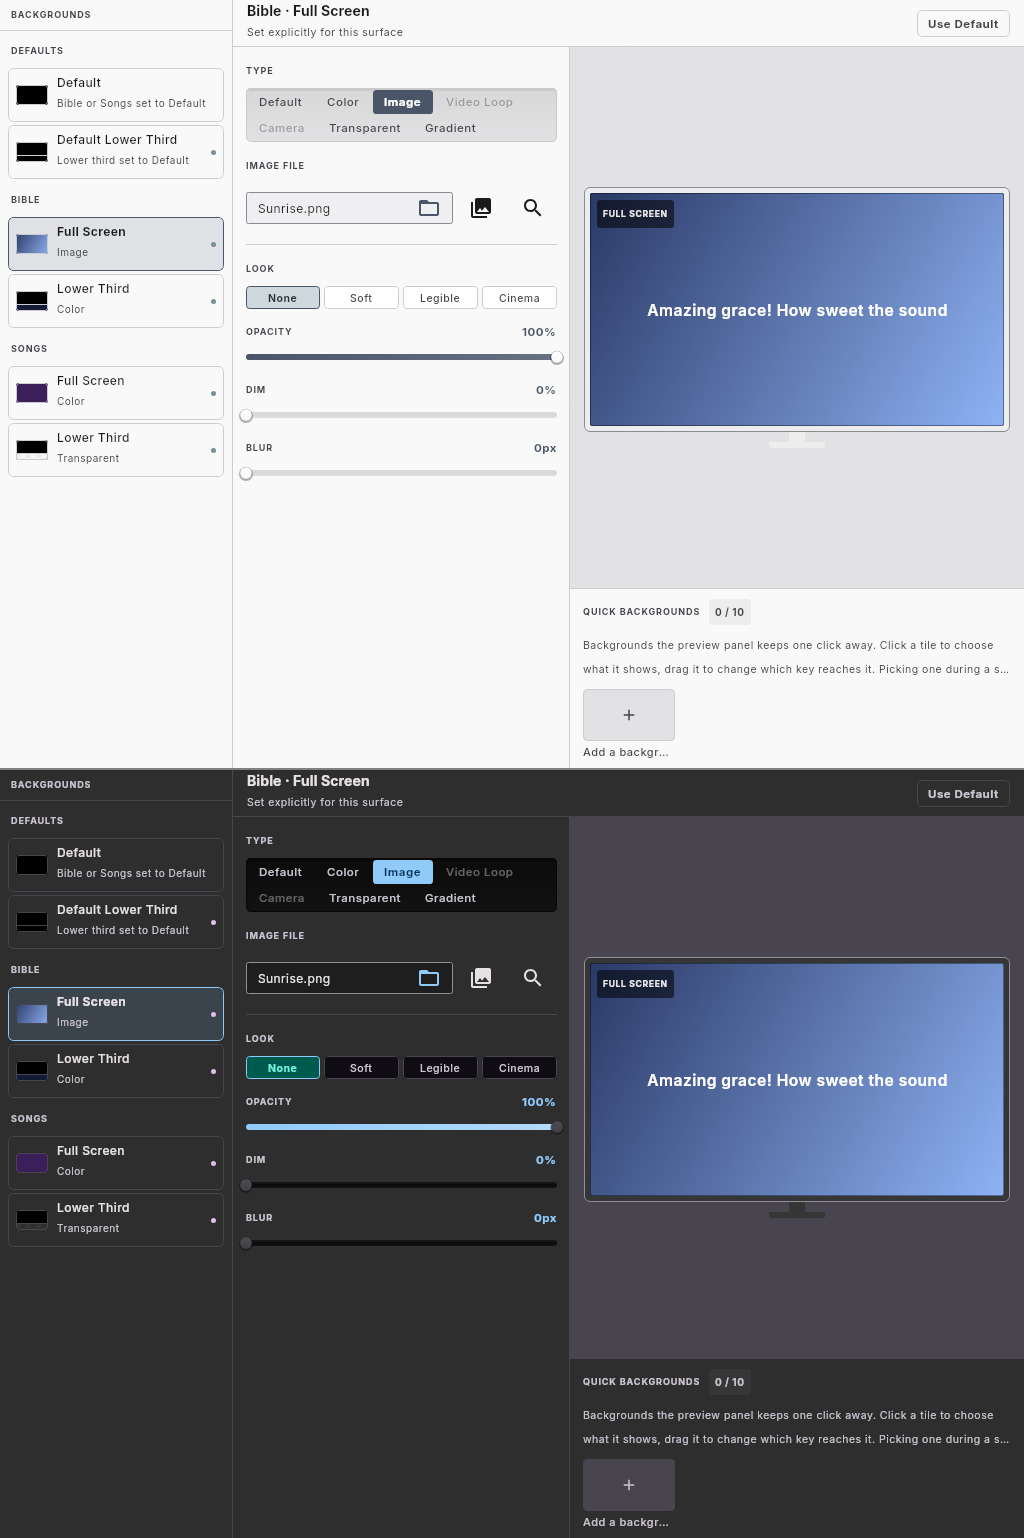 BACKGROUNDS
DEFAULTS
Default
Bible or Songs set to Default
Default Lower Third
Lower third set to Default
BIBLE
Full Screen
Image
Lower Third
Color
SONGS
Full Screen
Color
Lower Third
Transparent
Bible · Full Screen
Set explicitly for this surface
Use Default
TYPE
Default Color Image Video Loop
Camera Transparent Gradient
IMAGE FILE
Sunrise.png
LOOK
None Soft Legible Cinema
OPACITY 100%
DIM 0%
BLUR 0px
FULL SCREEN
Amazing grace! How sweet the sound
QUICK BACKGROUNDS 0 / 10
Backgrounds the preview panel keeps one click away. Click a tile to choose
what it shows, drag it to change which key reaches it. Picking one during a s...
+
Add a backgr...
BACKGROUNDS
DEFAULTS
Default
Bible or Songs set to Default
Default Lower Third
Lower third set to Default
BIBLE
Full Screen
Image
Lower Third
Color
SONGS
Full Screen
Color
Lower Third
Transparent
Bible · Full Screen
Set explicitly for this surface
Use Default
TYPE
Default Color Image Video Loop
Camera Transparent Gradient
IMAGE FILE
Sunrise.png
LOOK
None Soft Legible Cinema
OPACITY 100%
DIM 0%
BLUR 0px
FULL SCREEN
Amazing grace! How sweet the sound
QUICK BACKGROUNDS 0 / 10
Backgrounds the preview panel keeps one click away. Click a tile to choose
what it shows, drag it to change which key reaches it. Picking one during a s...
+
Add a backgr...